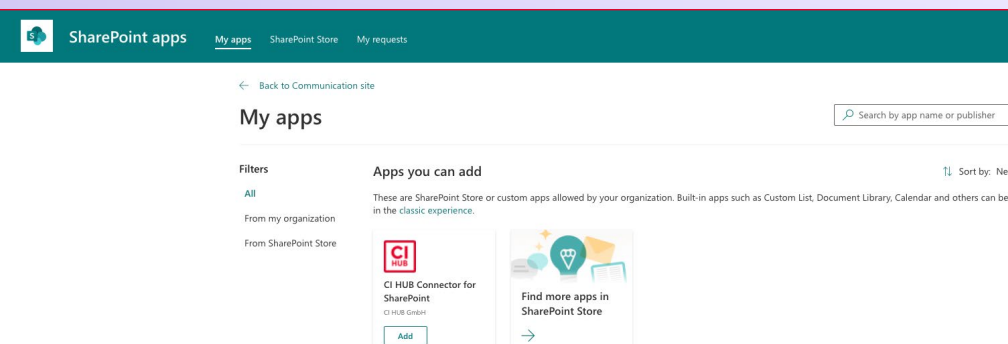 SharePoint apps
My apps
SharePoint Store
My requests
Back to Communication site
My apps
Search by app name or publisher
Filters
All
From my organization
From SharePoint Store
Apps you can add
Sort by: Ne
These are SharePoint Store or custom apps allowed by your organization. Built-in apps such as Custom List, Document Library, Calendar and others can be
in the classic experience.
CI
HUB
CI HUB Connector for
SharePoint
CI HUB GmbH
Add
Find more apps in
SharePoint Store